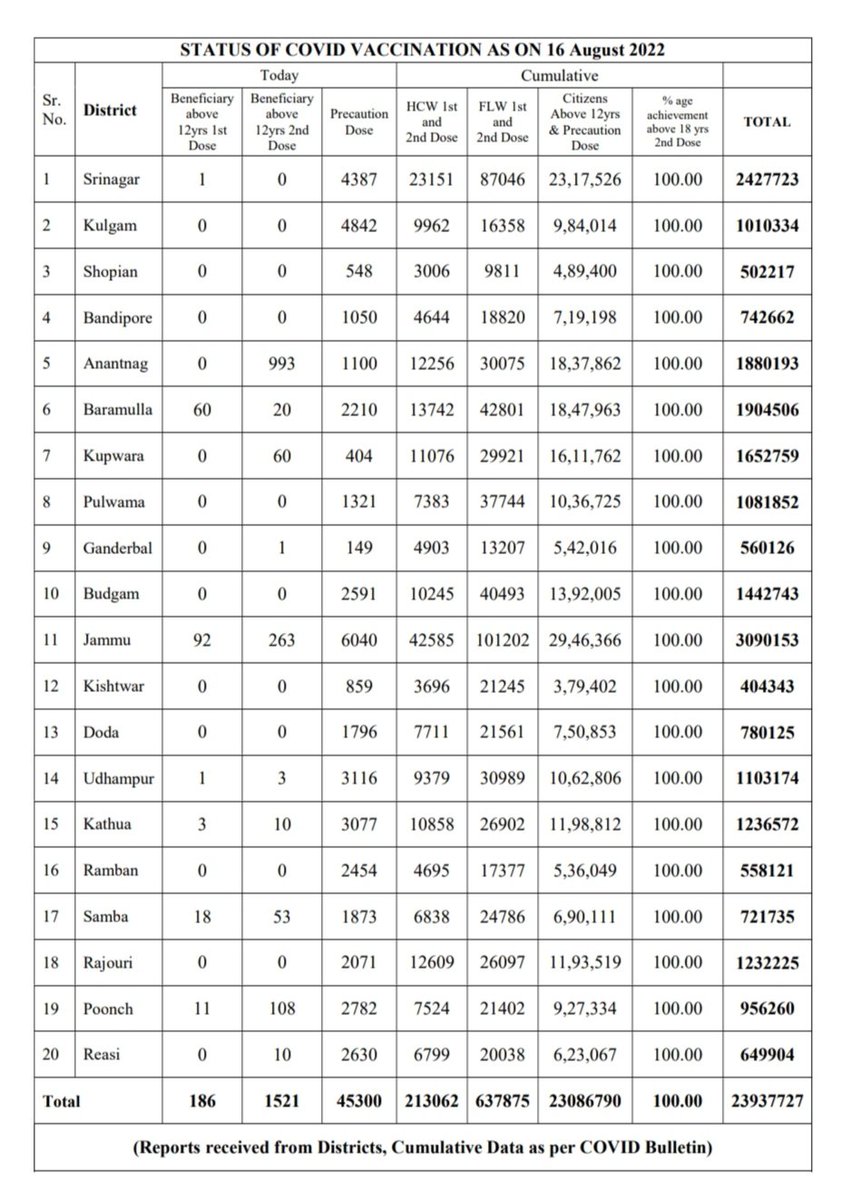 STATUS OF COVID VACCINATION AS ON 16 August 2022
Today Cumulative
Sr. No. District Beneficiary above 12yrs 1st Dose Beneficiary above 12yrs 2nd Dose Precaution Dose HCW 1st and 2nd Dose FLW 1st and 2nd Dose Citizens Above 12yrs & Precaution Dose % age achievement above 18 yrs 2nd Dose TOTAL
1 Srinagar 1 0 4387 23151 87046 23,17,526 100.00 2427723
2 Kulgam 0 0 4842 9962 16358 9,84,014 100.00 1010334
3 Shopian 0 0 548 3006 9811 4,89,400 100.00 502217
4 Bandipore 0 0 1050 4644 18820 7,19,198 100.00 742662
5 Anantnag 0 993 1100 12256 30075 18,37,862 100.00 1880193
6 Baramulla 60 20 2210 13742 42801 18,47,963 100.00 1904506
7 Kupwara 0 60 404 11076 29921 16,11,762 100.00 1652759
8 Pulwama 0 0 1321 7383 37744 10,36,725 100.00 1081852
9 Ganderbal 0 1 149 4903 13207 5,42,016 100.00 560126
10 Budgam 0 0 2591 10245 40493 13,92,005 100.00 1442743
11 Jammu 92 263 6040 42585 101202 29,46,366 100.00 3090153
12 Kishtwar 0 0 859 3696 21245 3,79,402 100.00 404343
13 Doda 0 0 1796 7711 21561 7,50,853 100.00 780125
14 Udhampur 1 3 3116 9379 30989 10,62,806 100.00 1103174
15 Kathua 3 10 3077 10858 26902 11,98,812 100.00 1236572
16 Ramban 0 0 2454 4695 17377 5,36,049 100.00 558121
17 Samba 18 53 1873 6838 24786 6,90,111 100.00 721735
18 Rajouri 0 0 2071 12609 26097 11,93,519 100.00 1232225
19 Poonch 11 108 2782 7524 21402 9,27,334 100.00 956260
20 Reasi 0 10 2630 6799 20038 6,23,067 100.00 649904
Total 186 1521 45300 213062 637875 23086790 100.00 23937727
(Reports received from Districts, Cumulative Data as per COVID Bulletin)